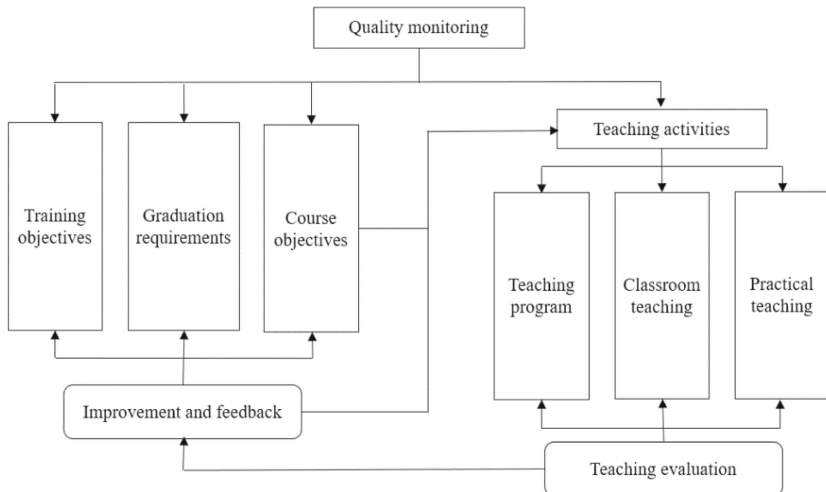 Quality monitoring
Teaching activities
Training
objectives
Graduation
requirements
Course
objectives
Teaching
program
Classroom
teaching
Practical
teaching
Improvement and feedback
Teaching evaluation